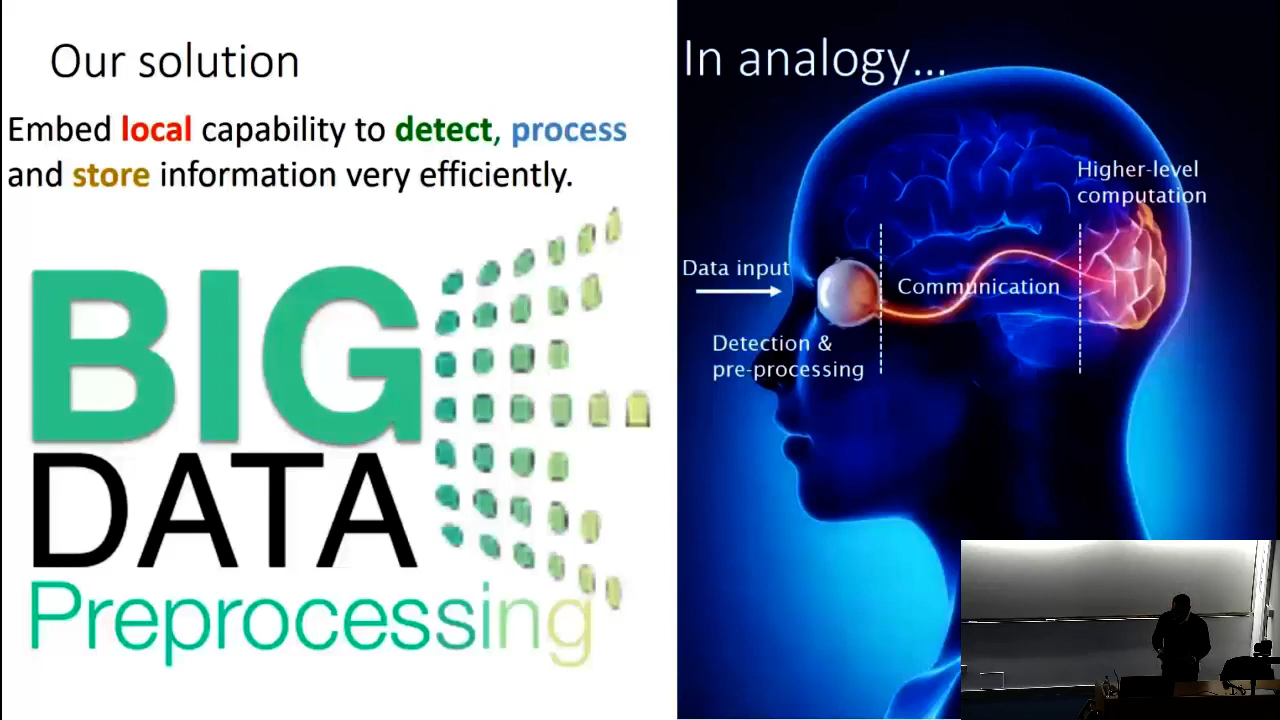 Our solution
Embed local capability to detect, process
and store information very efficiently.
BIG
DATA
Preprocessing
In analogy...
Higher-level
computation
Data input
Communication
Detection &
pre-processing